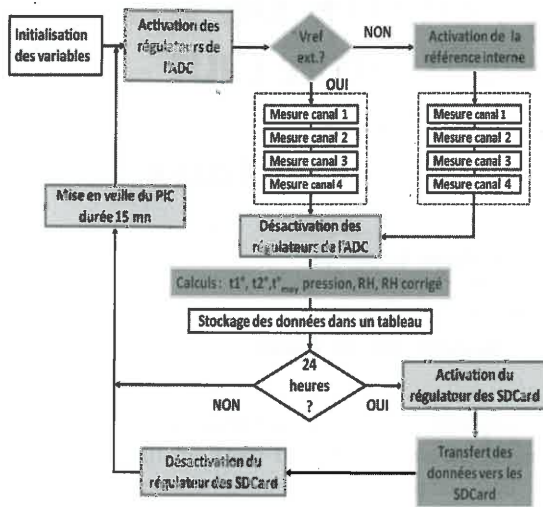 Initialisation
des variables
Activation des
régulateurs de
l'ADC
Vref
ext.?
NON
Activation de la
référence interne
OUI
Mesure canal 1
Mesure canal 2
Mesure canal 3
Mesure canal 4
Mesure canal 1
Mesure canal 2
Mesure canal 3
Mesure canal 4
Mise en veille du PIC
durée 15 mn
Désactivation des
régulateurs de l'ADC
Calculs : t1°, t2°, t°moy pression, RH, RH corrigé
Stockage des données dans un tableau
24
heures
?
NON
OUI
Activation du
régulateur des SDCard
Désactivation du
régulateur des SDCard
Transfert des
données vers les
SDCard